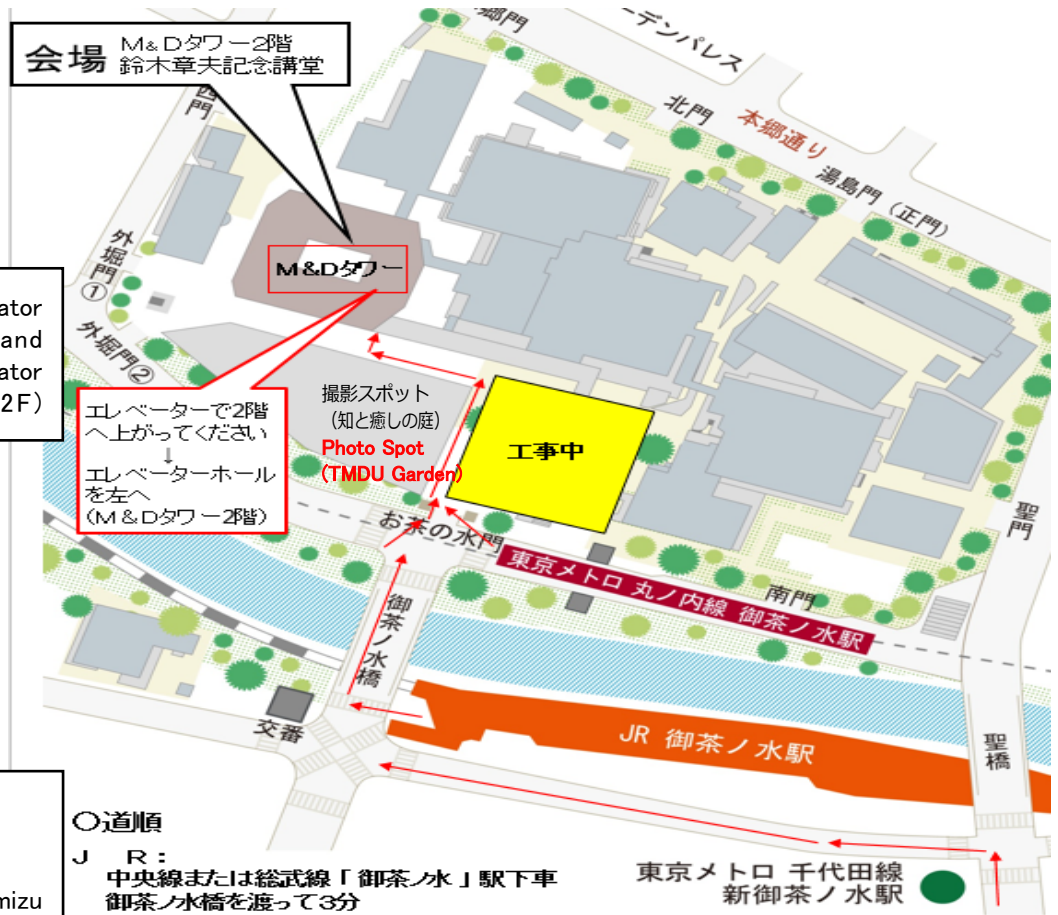 会場
M&Dタワー2階
鈴木章夫記念講堂
ーデンパレス
郷門
西門
北門
本郷通り
湯島門（正門）
外堀門①
外堀門②
M&Dタワー
ator
and
ator
2F)
エレベーターで2階
へ上がってください
↓
エレベーターホール
を左へ
(M&Dタワー2階)
撮影スポット
（知と癒しの庭）
Photo Spot
(TMDU Garden)
工事中
お茶の水門
東京メトロ 丸ノ内線 御茶ノ水駅
南門
聖門
御茶ノ水橋
交番
JR 御茶ノ水駅
聖橋
〇道順
J R：
中央線または総武線「御茶ノ水」駅下車
御茶ノ水橋を渡って3分
mizu
東京メトロ 千代田線
新御茶ノ水駅